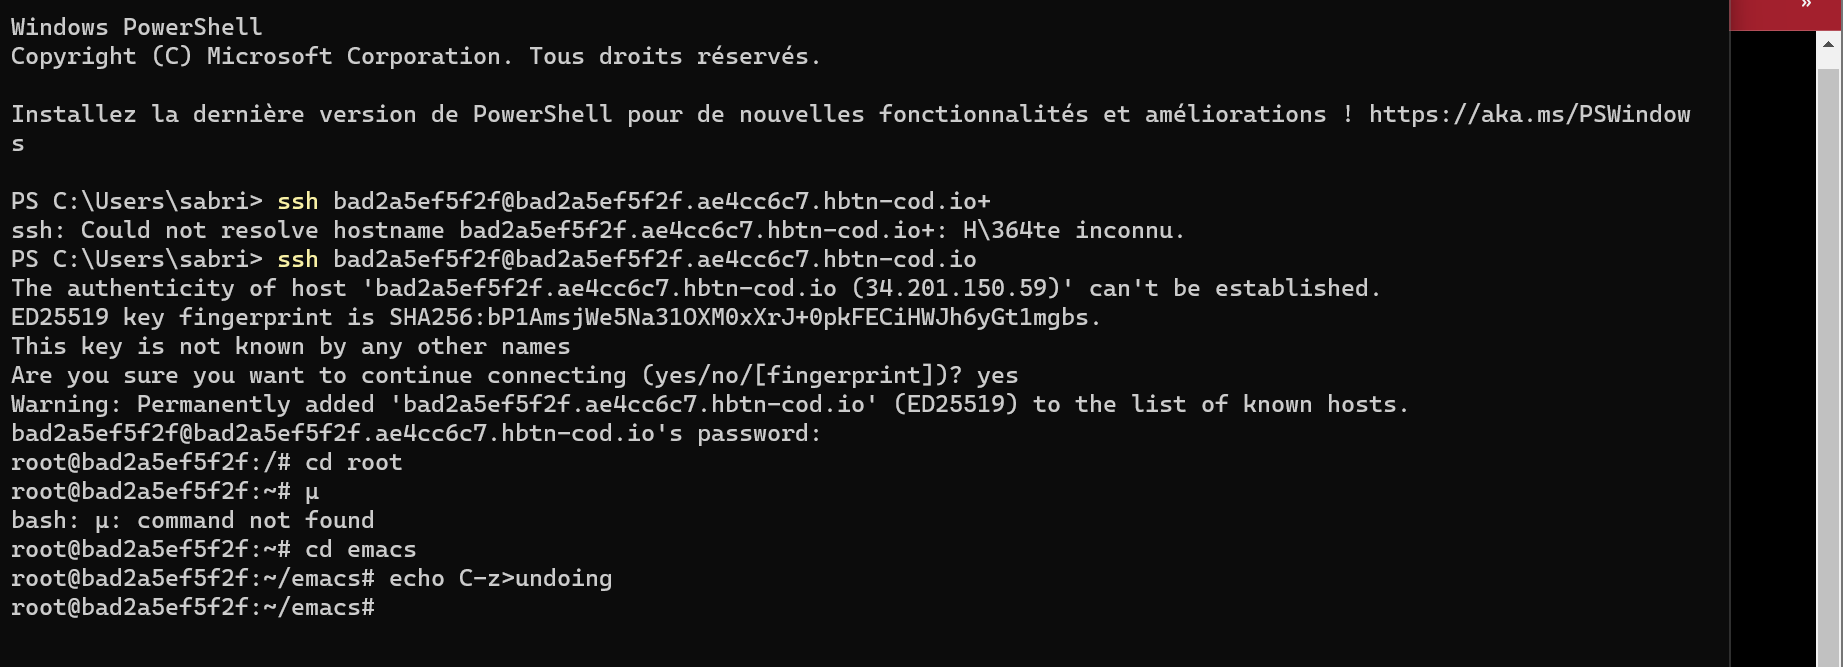 »
Windows PowerShell
Copyright (C) Microsoft Corporation. Tous droits réservés.
Installez la dernière version de PowerShell pour de nouvelles fonctionnalités et améliorations ! https://aka.ms/PSWindow
s
PS C:\Users\sabri> ssh bad2a5ef5f2f@bad2a5ef5f2f.ae4cc6c7.hbtn-cod.io+
ssh: Could not resolve hostname bad2a5ef5f2f.ae4cc6c7.hbtn-cod.io+: H\364te inconnu.
PS C:\Users\sabri> ssh bad2a5ef5f2f@bad2a5ef5f2f.ae4cc6c7.hbtn-cod.io
The authenticity of host 'bad2a5ef5f2f.ae4cc6c7.hbtn-cod.io (34.201.150.59)' can't be established.
ED25519 key fingerprint is SHA256:bP1AmsjWe5Na31OXM0xXrJ+0pkFECiHWJh6yGt1mgbs.
This key is not known by any other names
Are you sure you want to continue connecting (yes/no/[fingerprint])? yes
Warning: Permanently added 'bad2a5ef5f2f.ae4cc6c7.hbtn-cod.io' (ED25519) to the list of known hosts.
bad2a5ef5f2f@bad2a5ef5f2f.ae4cc6c7.hbtn-cod.io's password:
root@bad2a5ef5f2f:/# cd root
root@bad2a5ef5f2f:~# µ
bash: µ: command not found
root@bad2a5ef5f2f:~# cd emacs
root@bad2a5ef5f2f:~/emacs# echo C-z>undoing
root@bad2a5ef5f2f:~/emacs#